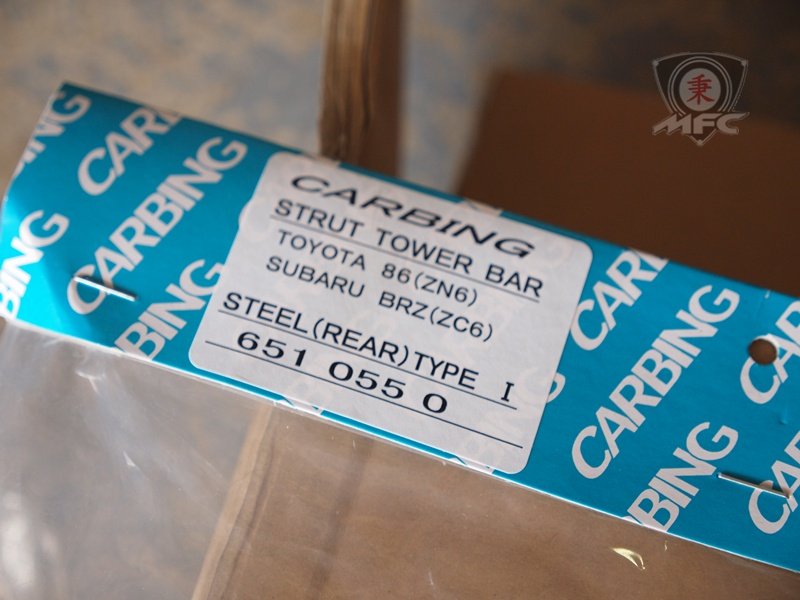 CARBING
STRUT TOWER BAR
TOYOTA 86(ZN6)
SUBARU BRZ(ZC6)
STEEL(REAR)TYPE I
651 055 0
CARBING
CARBING
CARBING
秉
MFC